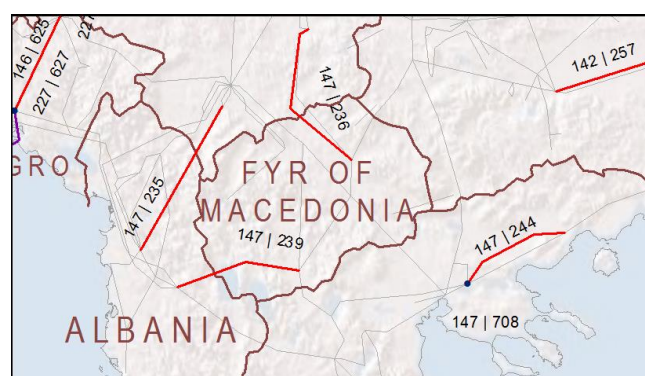 146 | 625
227 | 627
227
147 | 236
142 | 257
GRO
147 | 235
FYR OF
MACEDONIA
147 | 239
147 | 244
ALBANIA
147 | 708